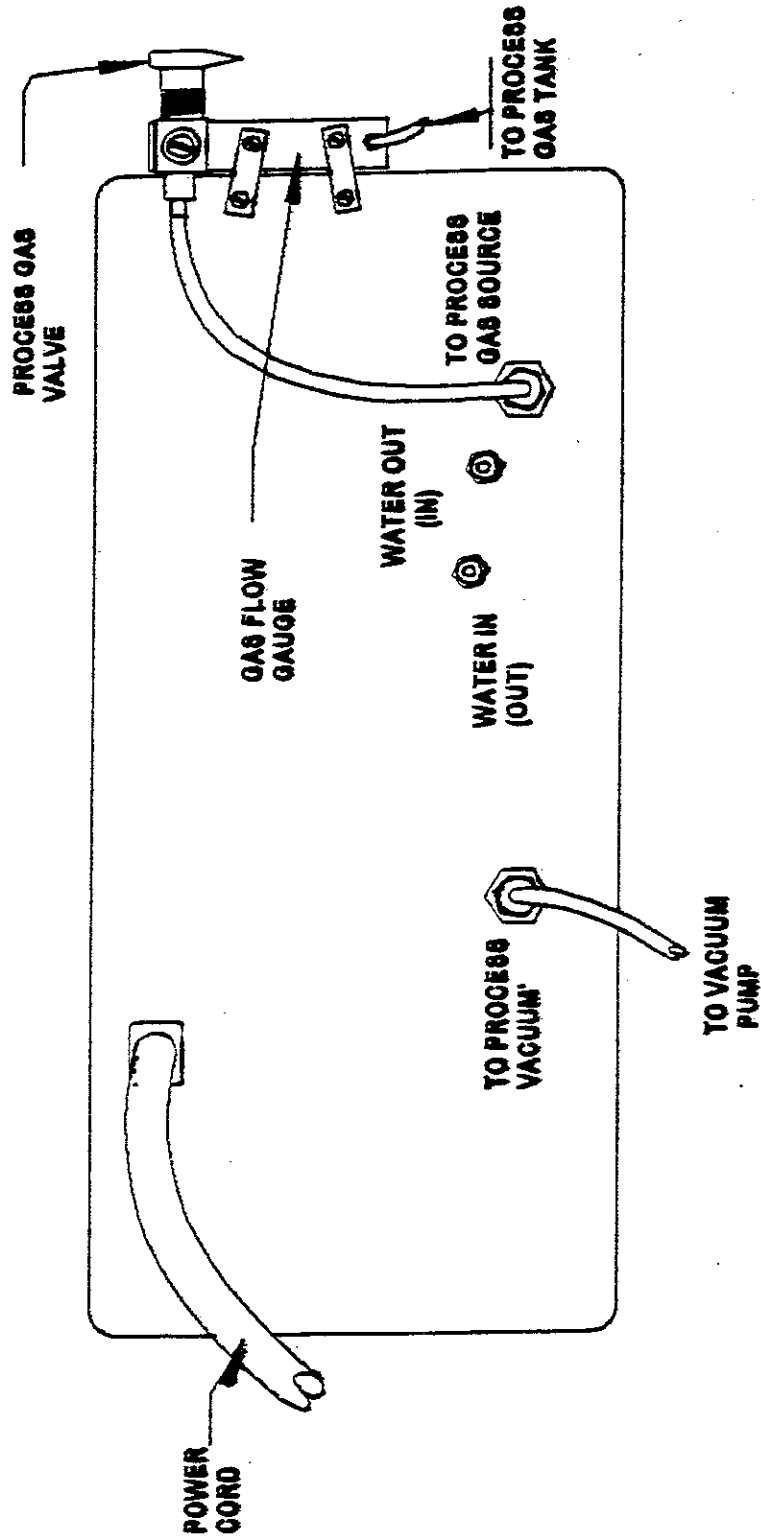 PROCESS GAS
VALVE
TO PROCESS
GAS TANK
TO PROCESS
GAS SOURCE
GAS FLOW
GAUGE
WATER OUT
(IN)
WATER IN
(OUT)
TO PROCESS
VACUUM'
TO VACUUM
PUMP
POWER
CORD